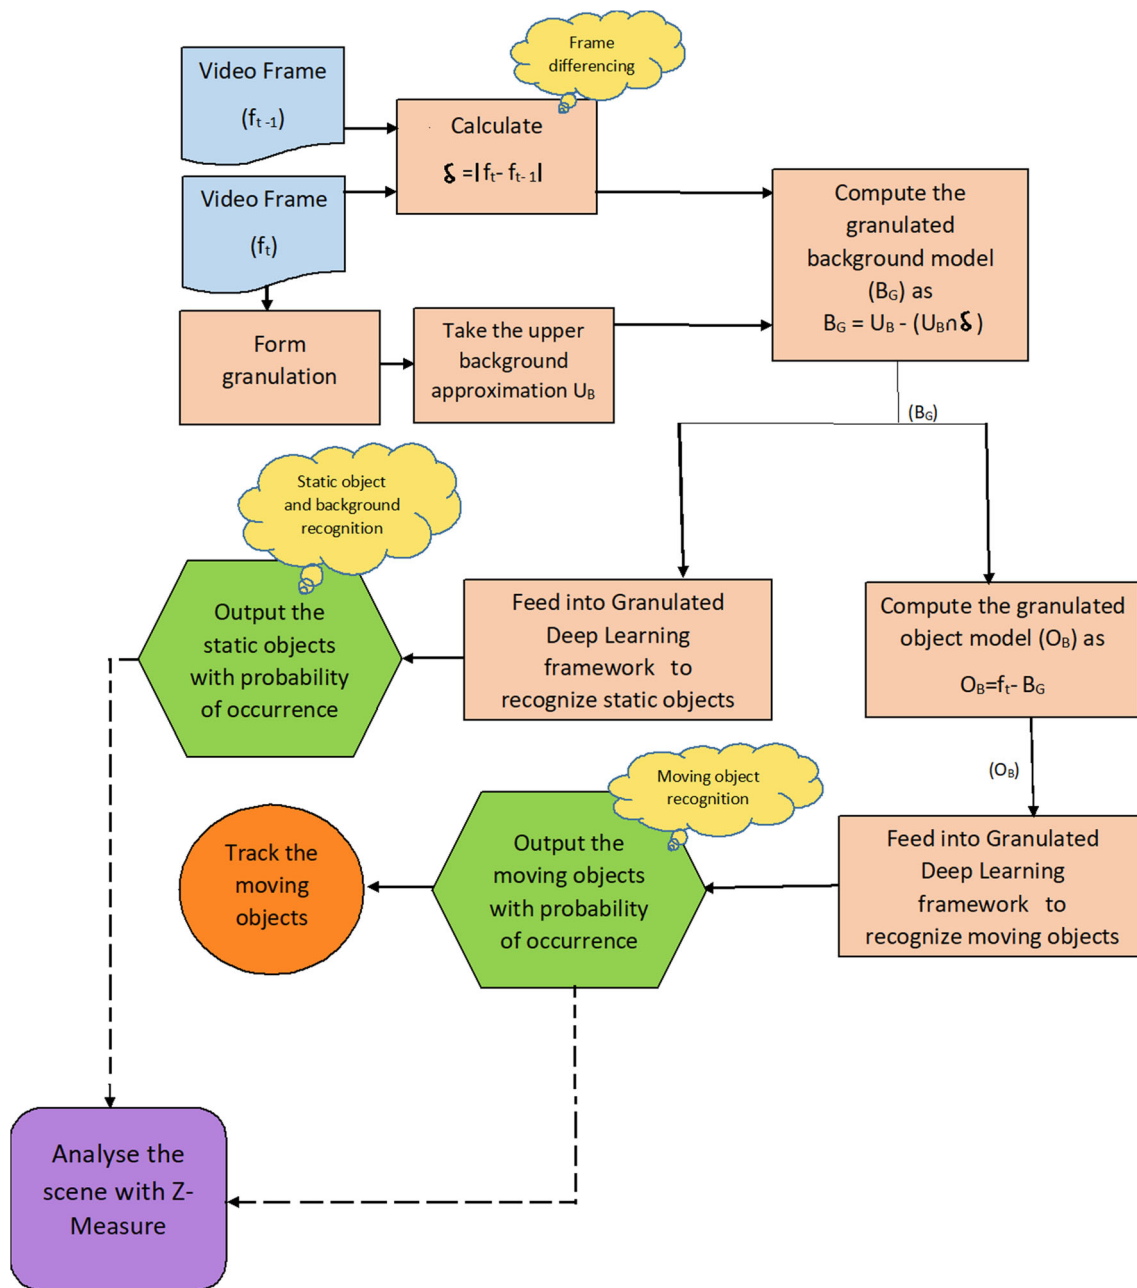 Frame
differencing
Video Frame
(f t -1)
Calculate
δ =| ft- ft-1|
Video Frame
(ft)
Compute the
granulated
background model
(BG) as
BG = UB - (UB∩δ )
Form
granulation
Take the upper
background
approximation UB
(BG)
Static object
and background
recognition
Output the
static objects
with probability
of occurrence
Feed into Granulated
Deep Learning
framework to
recognize static objects
Compute the granulated
object model (OB) as
OB=ft- BG
(OB)
Moving object
recognition
Track the
moving
objects
Output the
moving objects
with probability
of occurrence
Feed into Granulated
Deep Learning
framework to
recognize moving objects
Analyse the
scene with Z-
Measure